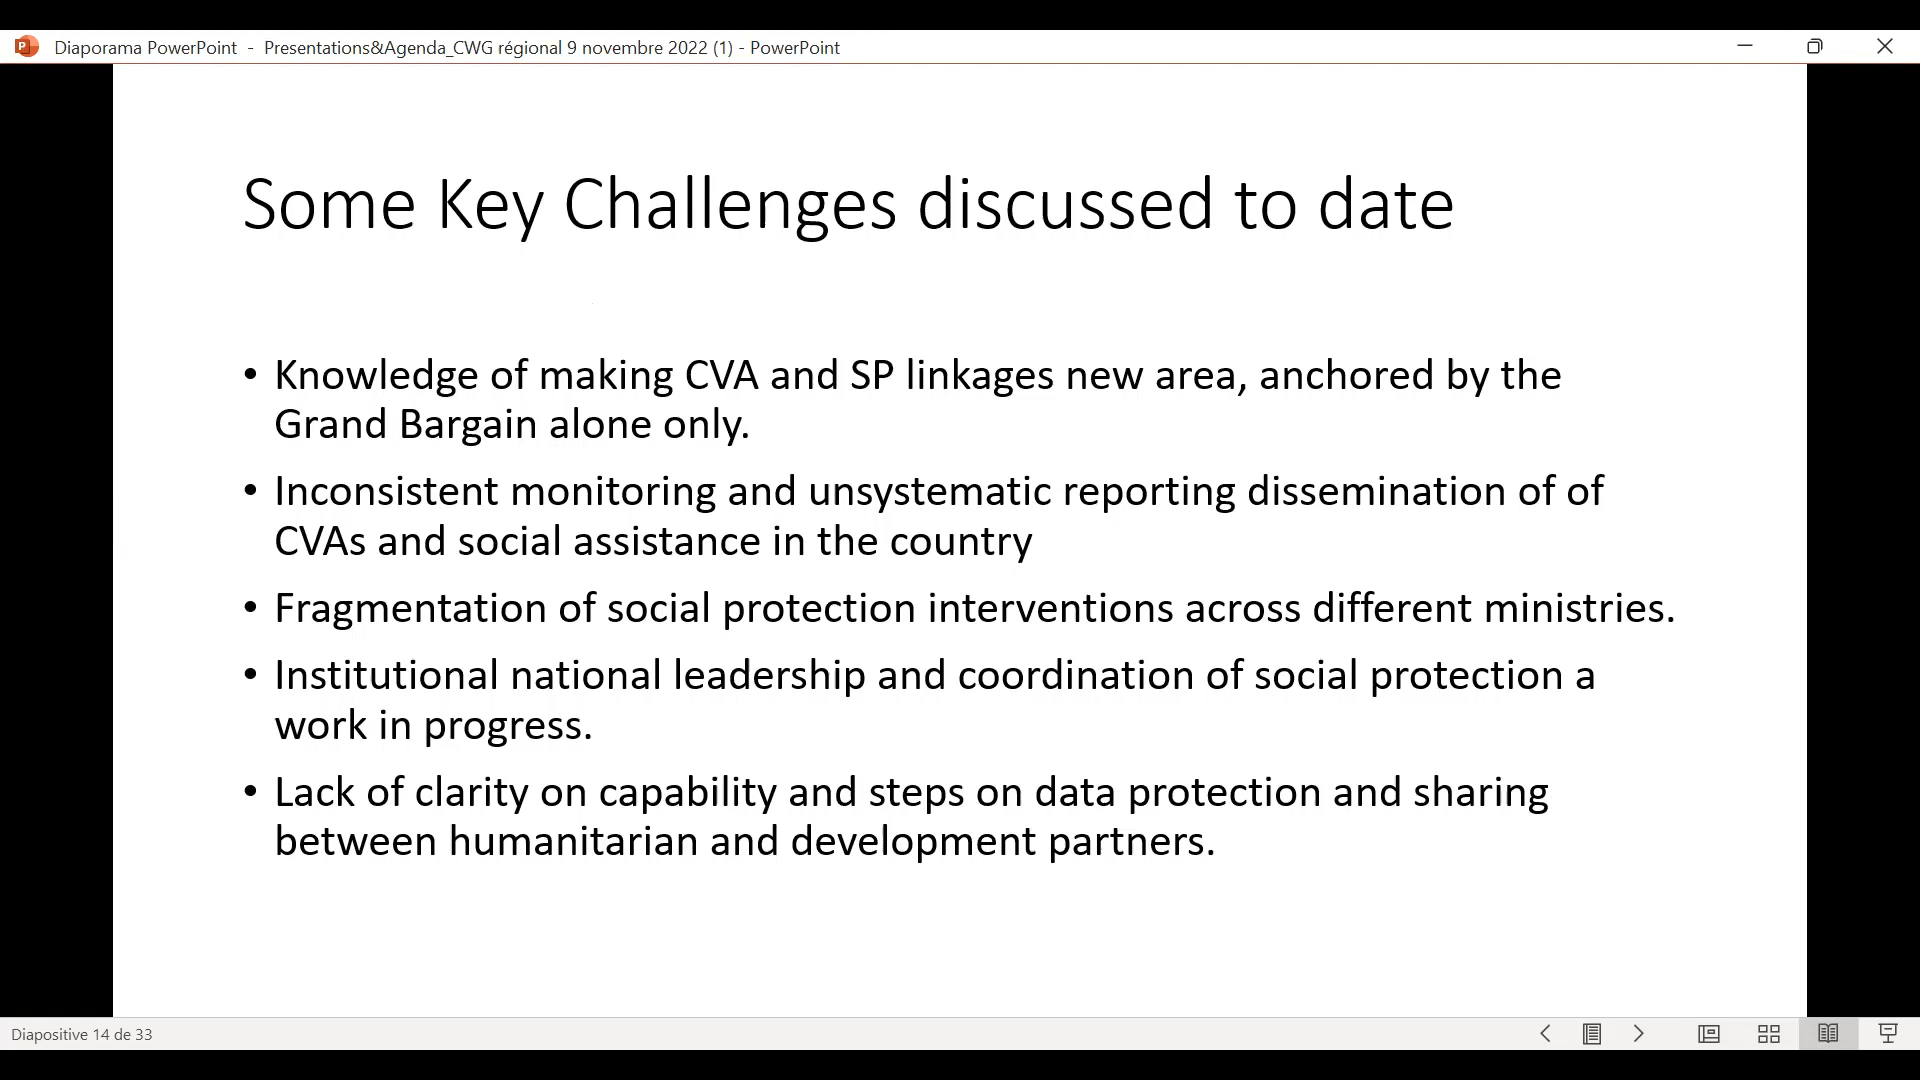 Diaporama PowerPoint - Presentations&Agenda_CWG régional 9 novembre 2022 (1) - PowerPoint
Some Key Challenges discussed to date
• Knowledge of making CVA and SP linkages new area, anchored by the
Grand Bargain alone only.
• Inconsistent monitoring and unsystematic reporting dissemination of of
CVAs and social assistance in the country
• Fragmentation of social protection interventions across different ministries.
• Institutional national leadership and coordination of social protection a
work in progress.
• Lack of clarity on capability and steps on data protection and sharing
between humanitarian and development partners.
Diapositive 14 de 33